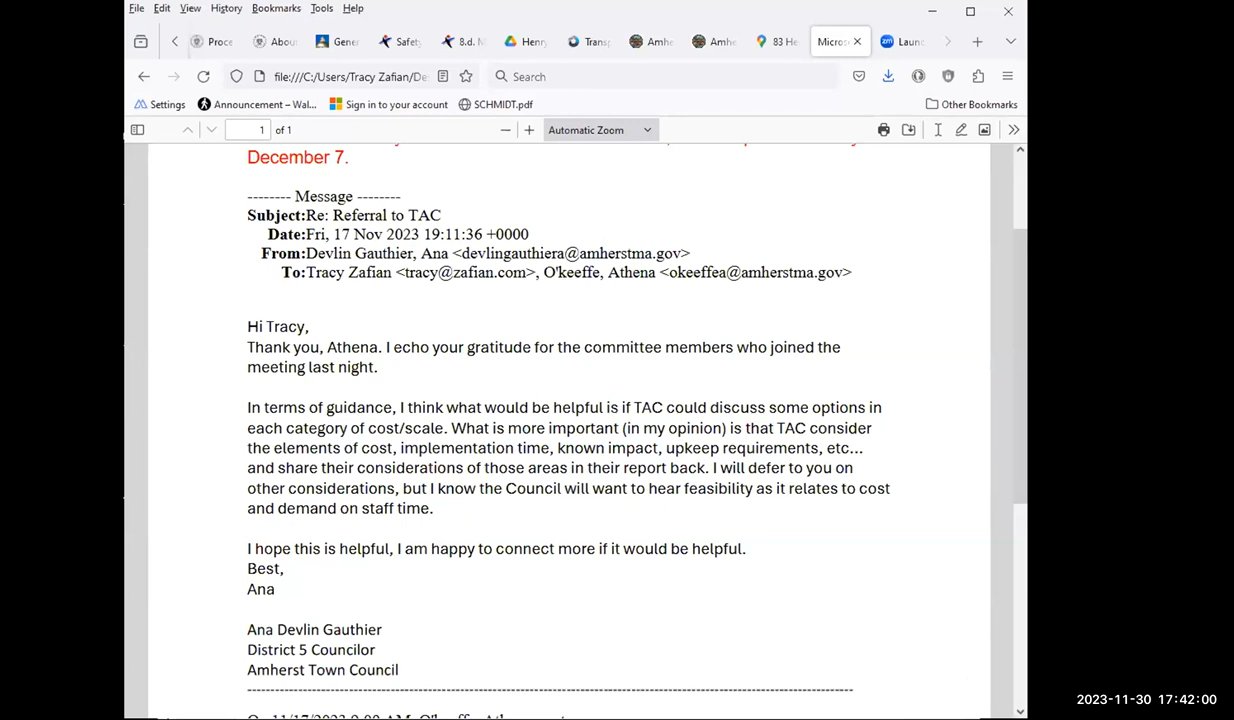 File Edit View History Bookmarks Tools Help
Proce Abou Gener Safety 8.d. M Henry Transp Amhe Amhe 83 He Micros Launc
file:///C:/Users/Tracy Zafian/De Search
Settings Announcement – Wal... Sign in to your account SCHMIDT.pdf Other Bookmarks
1 of 1 Automatic Zoom
December 7.
-------- Message --------
Subject:Re: Referral to TAC
Date:Fri, 17 Nov 2023 19:11:36 +0000
From:Devlin Gauthier, Ana <devlingauthiera@amherstma.gov>
To:Tracy Zafian <tracy@zafian.com>, O'keeffe, Athena <okeeffea@amherstma.gov>
Hi Tracy,
Thank you, Athena. I echo your gratitude for the committee members who joined the
meeting last night.
In terms of guidance, I think what would be helpful is if TAC could discuss some options in
each category of cost/scale. What is more important (in my opinion) is that TAC consider
the elements of cost, implementation time, known impact, upkeep requirements, etc...
and share their considerations of those areas in their report back. I will defer to you on
other considerations, but I know the Council will want to hear feasibility as it relates to cost
and demand on staff time.
I hope this is helpful, I am happy to connect more if it would be helpful.
Best,
Ana
Ana Devlin Gauthier
District 5 Councilor
Amherst Town Council
2023-11-30 17:42:00